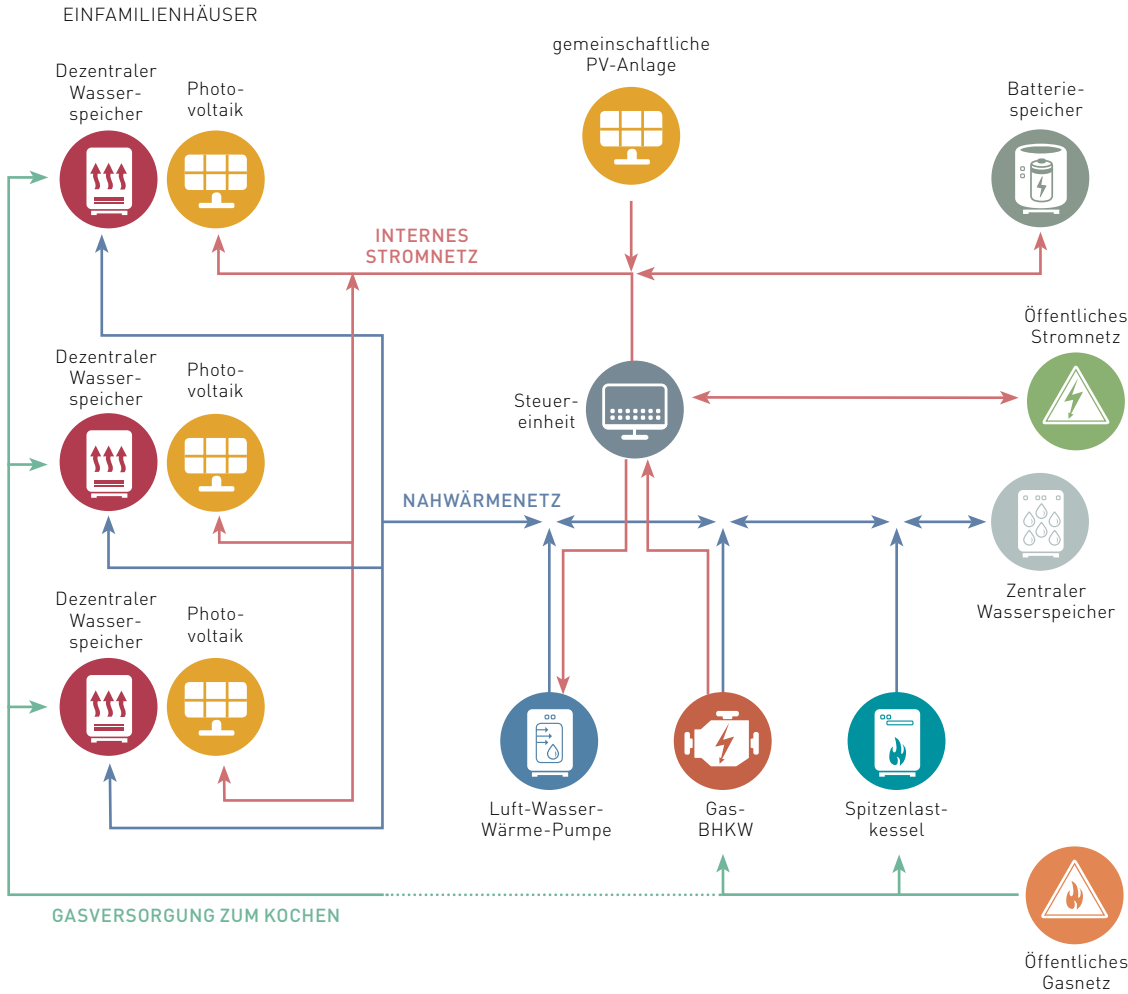 EINFAMILIENHÄUSER
gemeinschaftliche
PV-Anlage
Dezentraler
Wasser-
speicher
Photo-
voltaik
Batterie-
speicher
INTERNES
STROMNETZ
Öffentliches
Stromnetz
Dezentraler
Wasser-
speicher
Photo-
voltaik
Steuer-
einheit
NAHWÄRMENETZ
Zentraler
Wasserspeicher
Dezentraler
Wasser-
speicher
Photo-
voltaik
Luft-Wasser-
Wärme-Pumpe
Gas-
BHKW
Spitzenlast-
kessel
GASVERSORGUNG ZUM KOCHEN
Öffentliches
Gasnetz